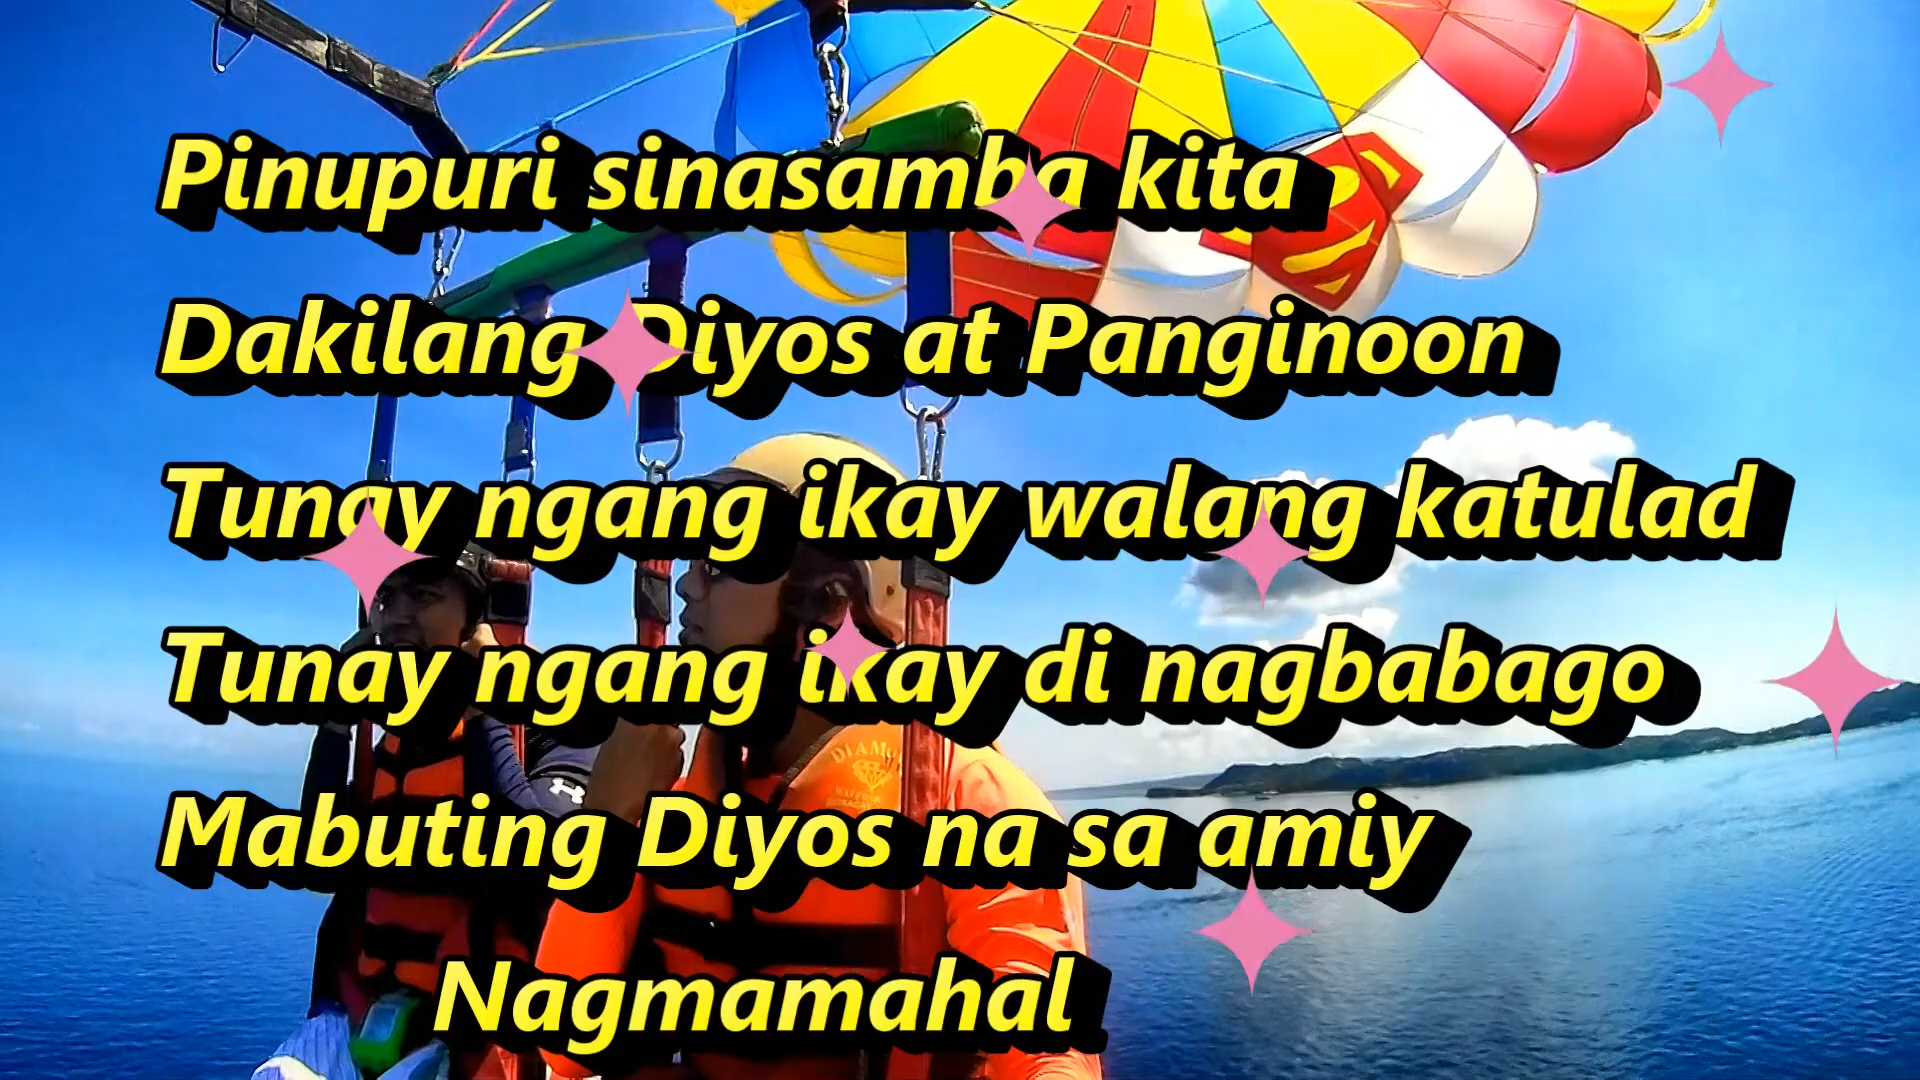 Pinupuri sinasamba kita
Dakilang Diyos at Panginoon
Tunay ngang ikay walang katulad
Tunay ngang ikay di nagbabago
Mabuting Diyos na sa amiy
Nagmamahal